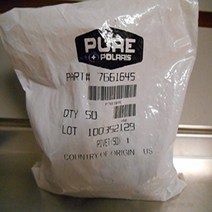 PURE
POLARIS
PART# 7661645
QTY 50
LOT 100352129
COUNTRY OF ORIGIN US